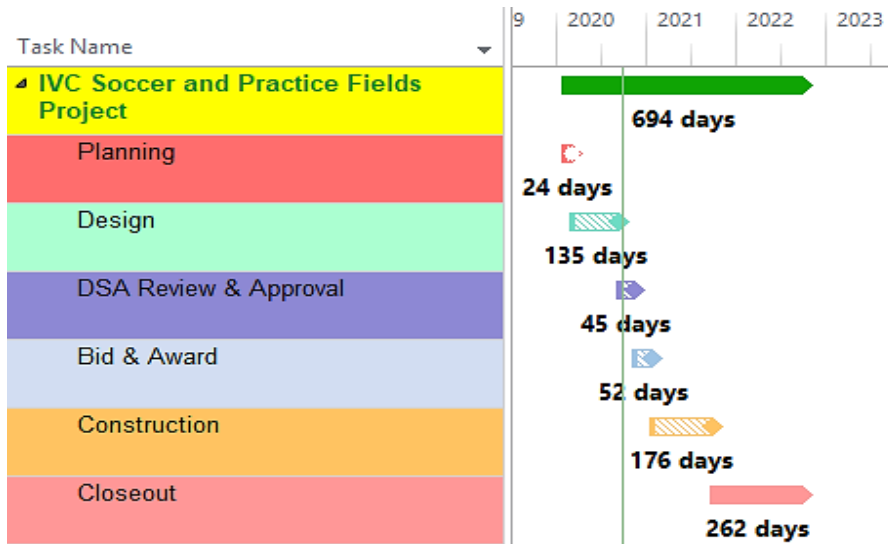 9 2020 2021 2022 2023
Task Name
IVC Soccer and Practice Fields
Project
694 days
Planning
24 days
Design
135 days
DSA Review & Approval
45 days
Bid & Award
52 days
Construction
176 days
Closeout
262 days